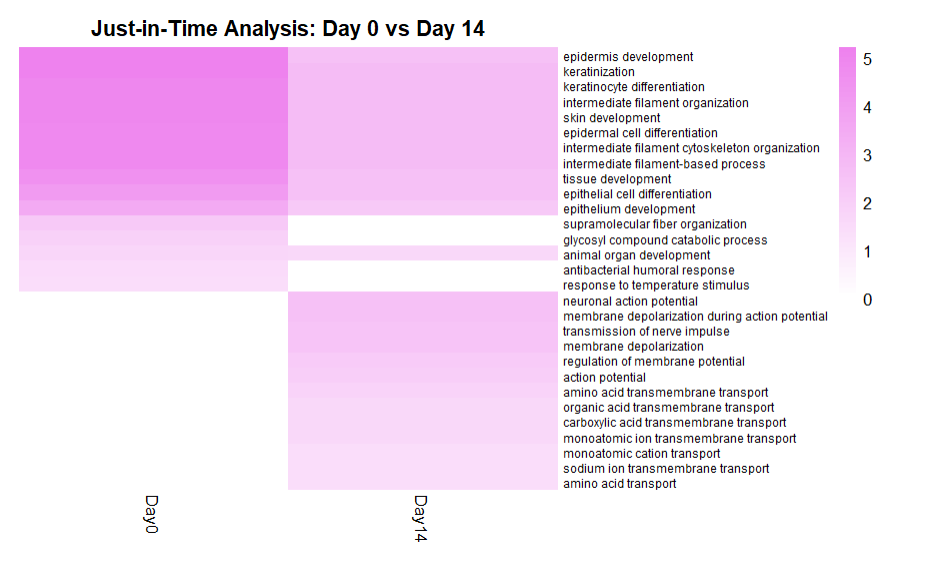 Just-in-Time Analysis: Day 0 vs Day 14
epidermis development
keratinization
keratinocyte differentiation
intermediate filament organization
skin development
epidermal cell differentiation
intermediate filament cytoskeleton organization
intermediate filament-based process
tissue development
epithelial cell differentiation
epithelium development
supramolecular fiber organization
glycosyl compound catabolic process
animal organ development
antibacterial humoral response
response to temperature stimulus
neuronal action potential
membrane depolarization during action potential
transmission of nerve impulse
membrane depolarization
regulation of membrane potential
action potential
amino acid transmembrane transport
organic acid transmembrane transport
carboxylic acid transmembrane transport
monoatomic ion transmembrane transport
monoatomic cation transport
sodium ion transmembrane transport
amino acid transport
5
4
3
2
1
0
Day0
Day14